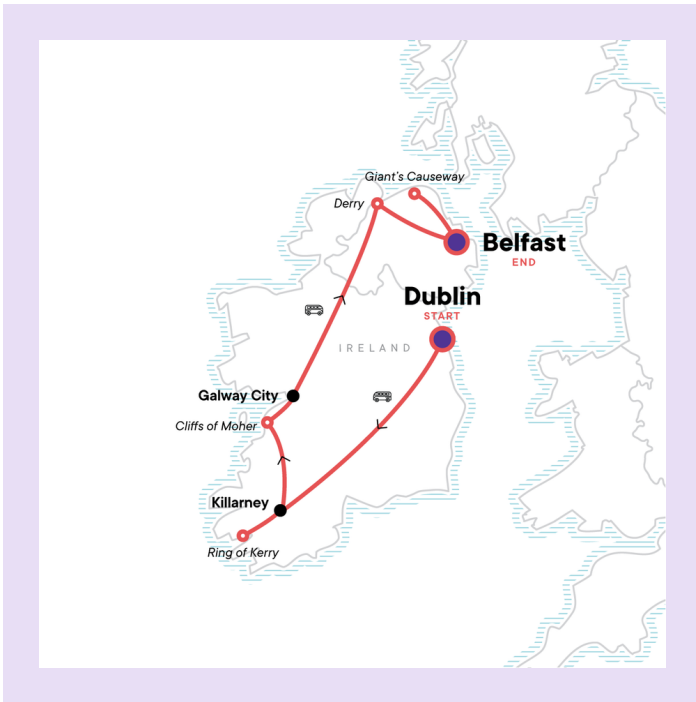 Giant's Causeway
Derry
Belfast
END
Dublin
START
IRELAND
Galway City
Cliffs of Moher
Killarney
Ring of Kerry